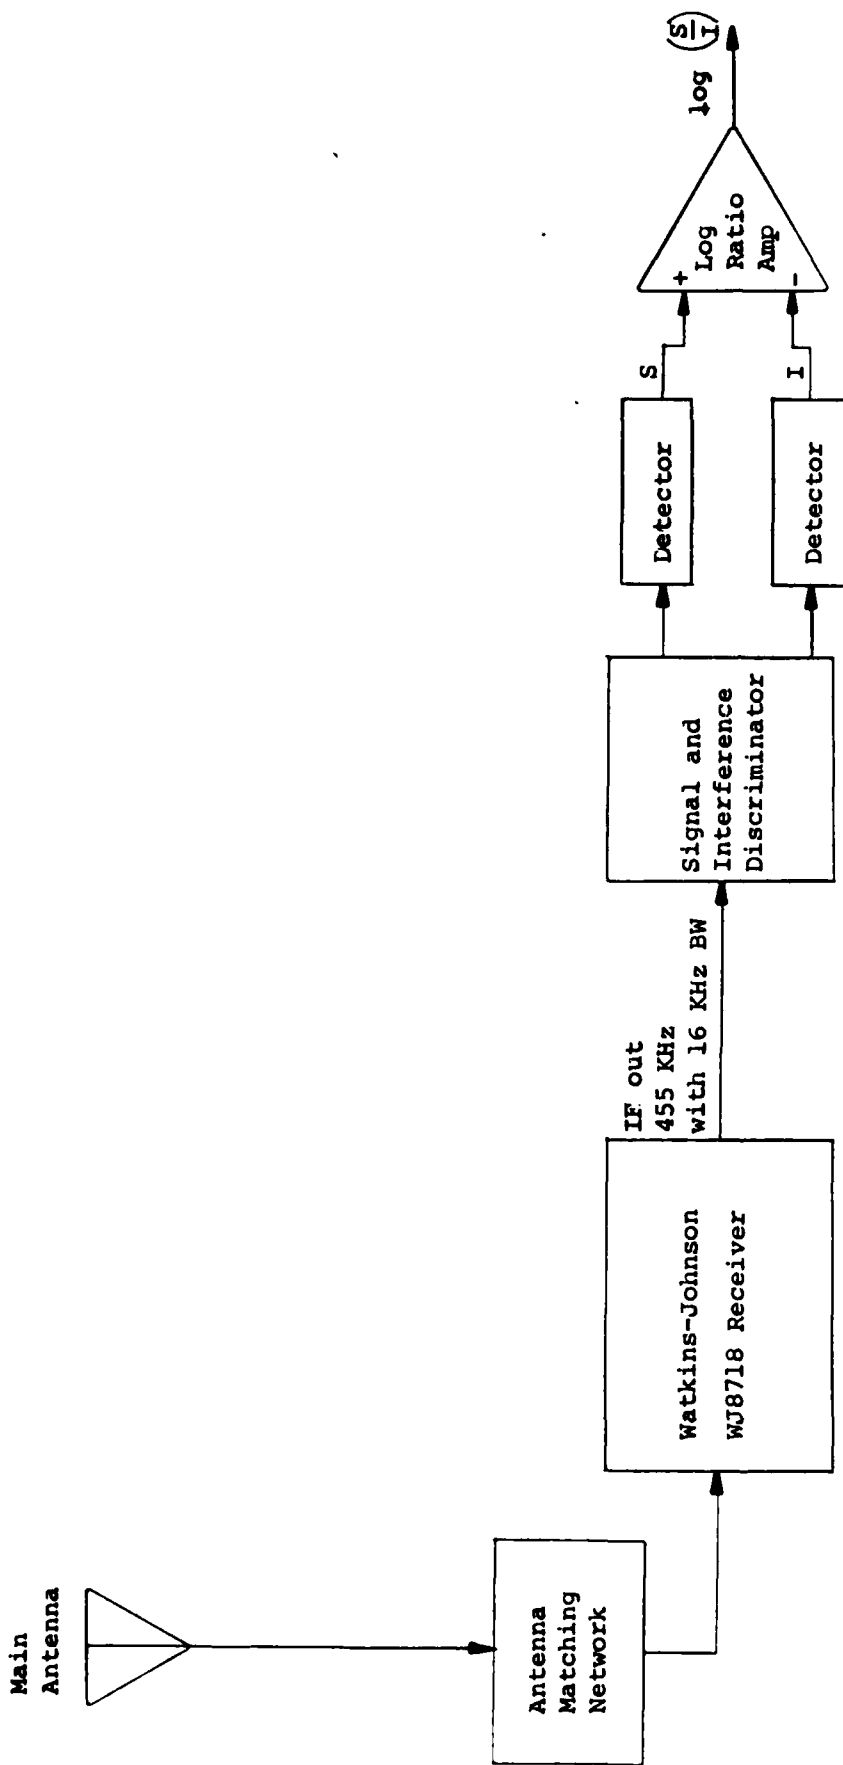 Main
Antenna
Antenna
Matching
Network
Watkins-Johnson
WJ8718 Receiver
IF out
455 KHz
with 16 KHz BW
Signal and
Interference
Discriminator
Detector
Detector
S
I
+
Log
Ratio
Amp
-
log (S/I)